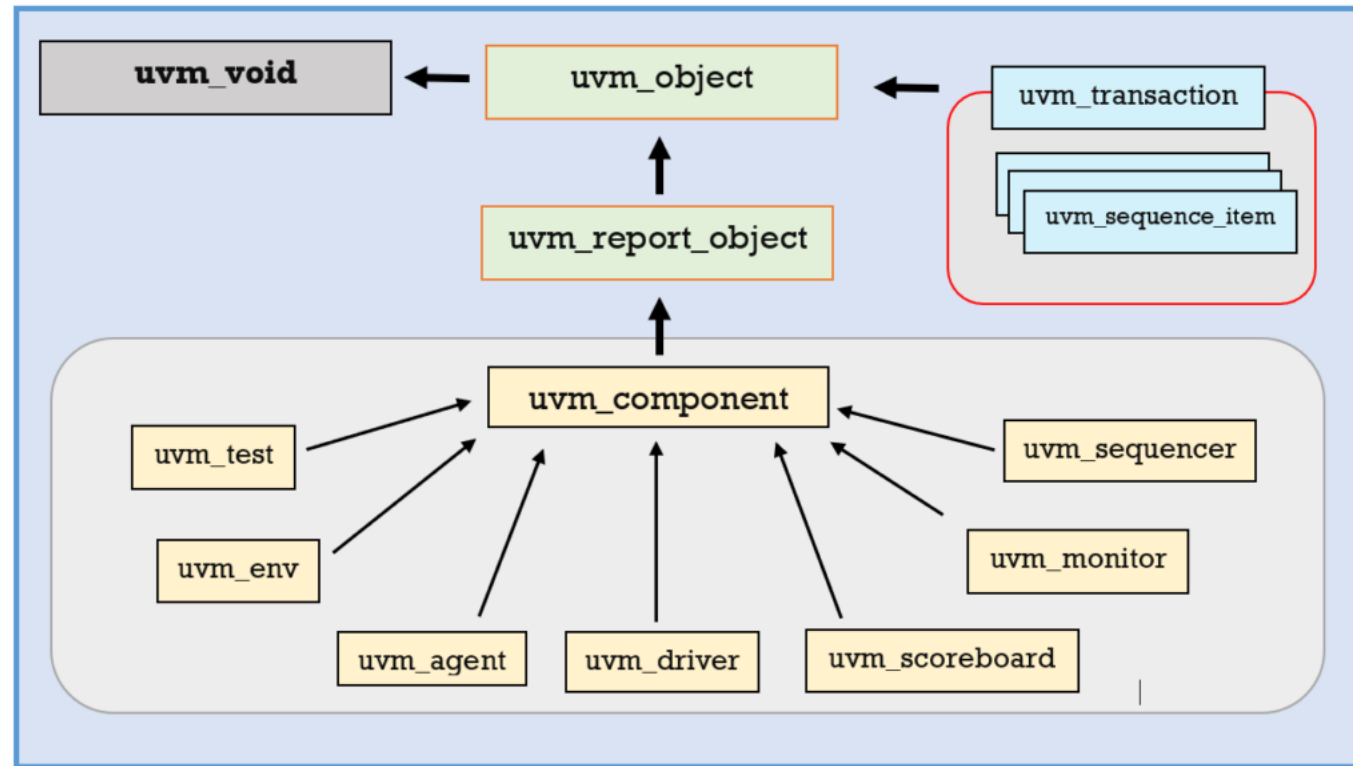 uvm_void
uvm_object
uvm_transaction
uvm_sequence_item
uvm_report_object
uvm_component
uvm_test
uvm_sequencer
uvm_env
uvm_monitor
uvm_agent
uvm_driver
uvm_scoreboard